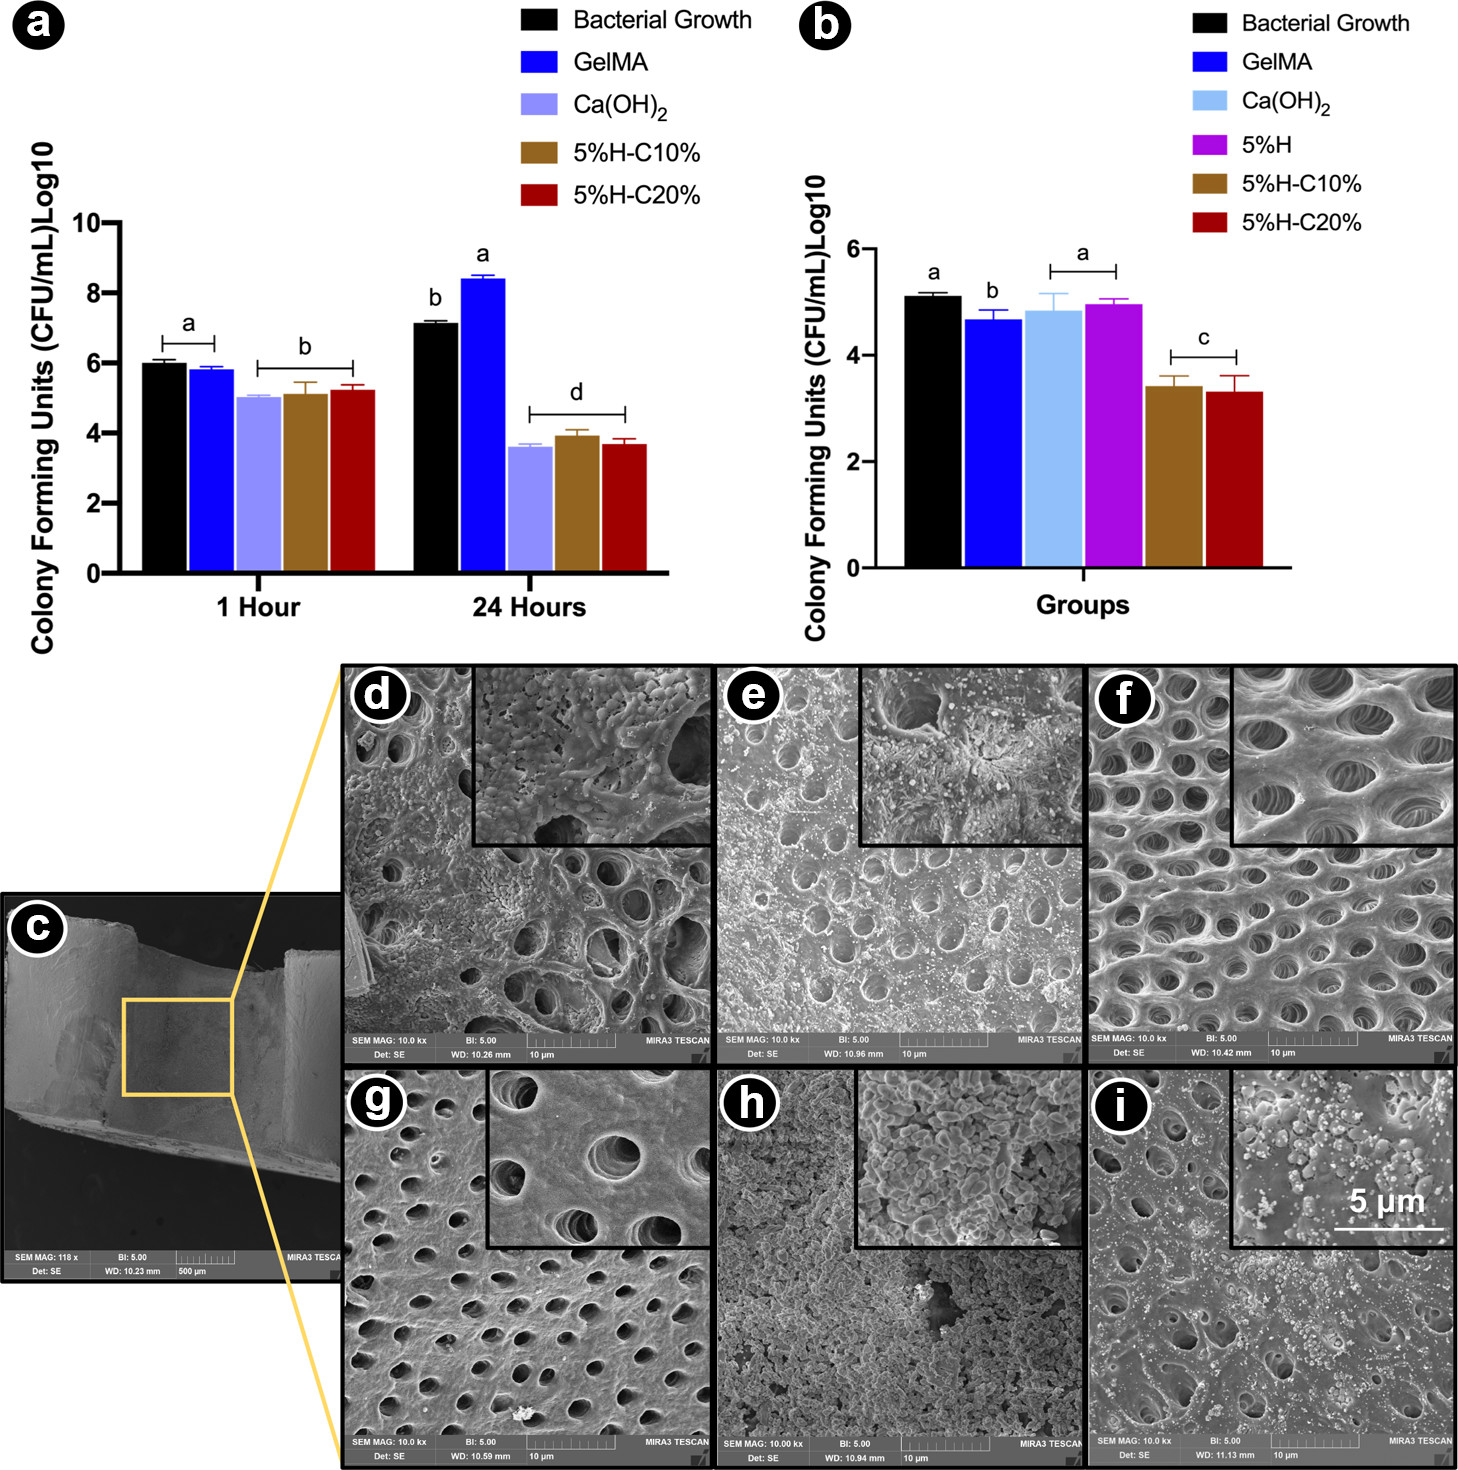 a
Bacterial Growth
GelMA
Ca(OH)2
5%H-C10%
5%H-C20%
Colony Forming Units (CFU/mL)Log10
10
8
6
4
2
0
a
b
b
a
d
1 Hour
24 Hours
b
Bacterial Growth
GelMA
Ca(OH)2
5%H
5%H-C10%
5%H-C20%
Colony Forming Units (CFU/mL)Log10
6
4
2
0
a
b
a
c
Groups
c
SEM MAG: 118 x BI: 5.00 MIRA3 TESCA
Det: SE WD: 10.23 mm 500 µm
d
SEM MAG: 10.0 kx BI: 5.00 MIRA3 TESCAN
Det: SE WD: 10.26 mm 10 µm
e
SEM MAG: 10.0 kx BI: 5.00 MIRA3 TESCAN
Det: SE WD: 10.96 mm 10 µm
f
SEM MAG: 10.0 kx BI: 5.00 MIRA3 TESCAN
Det: SE WD: 10.42 mm 10 µm
g
SEM MAG: 10.0 kx BI: 5.00 MIRA3 TESCAN
Det: SE WD: 10.59 mm 10 µm
h
SEM MAG: 10.00 kx BI: 5.00 MIRA3 TESCAN
Det: SE WD: 10.94 mm 10 µm
i
5 µm
SEM MAG: 10.0 kx BI: 5.00 MIRA3 TESCAN
Det: SE WD: 11.13 mm 10 µm